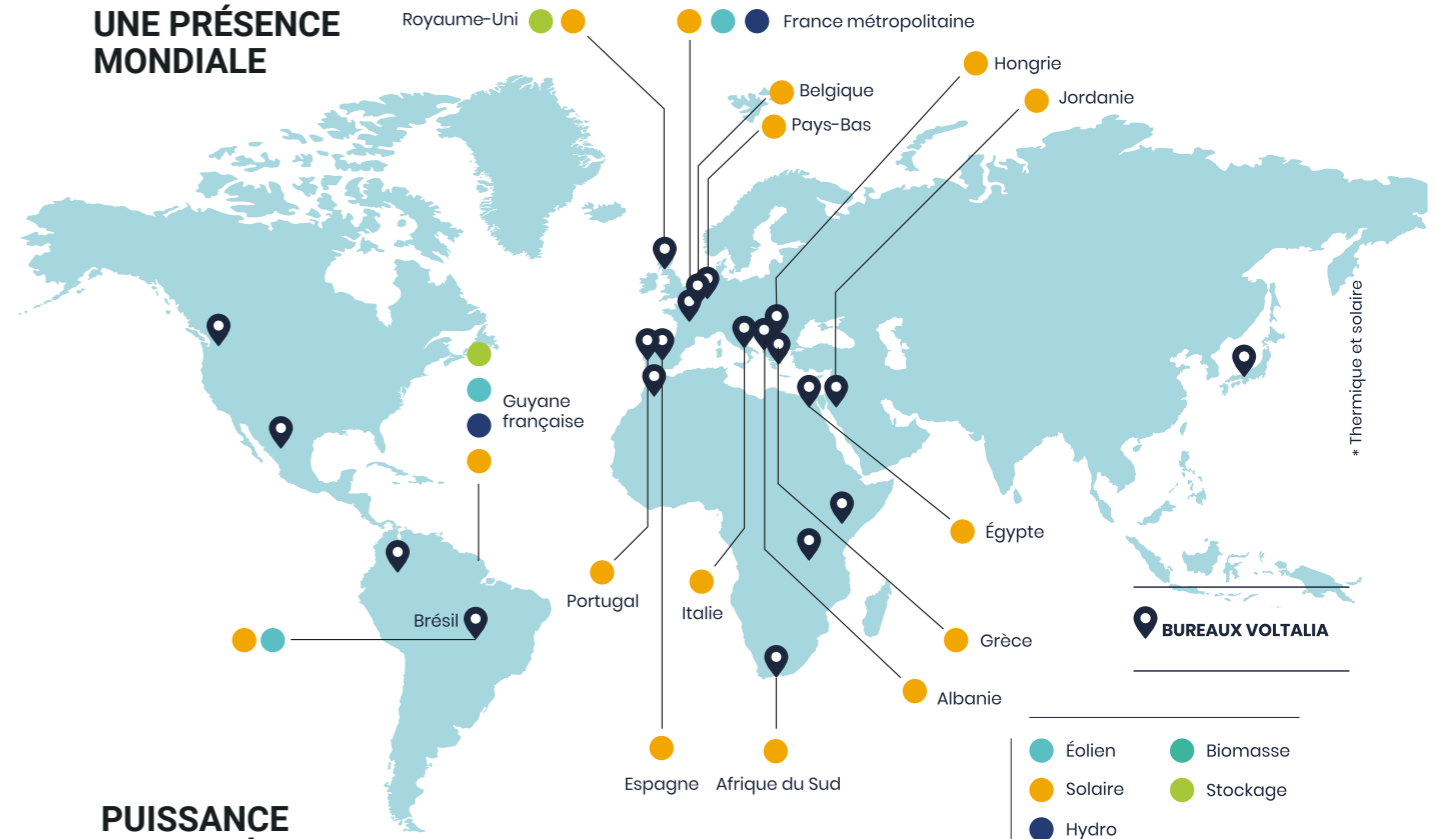 UNE PRÉSENCE
MONDIALE
Royaume-Uni
France métropolitaine
Hongrie
Belgique
Jordanie
Pays-Bas
* Thermique et solaire
Guyane
française
Égypte
Portugal
Italie
Brésil
BUREAUX VOLTALIA
Grèce
Albanie
Espagne
Afrique du Sud
Éolien
Biomasse
Solaire
Stockage
Hydro
PUISSANCE